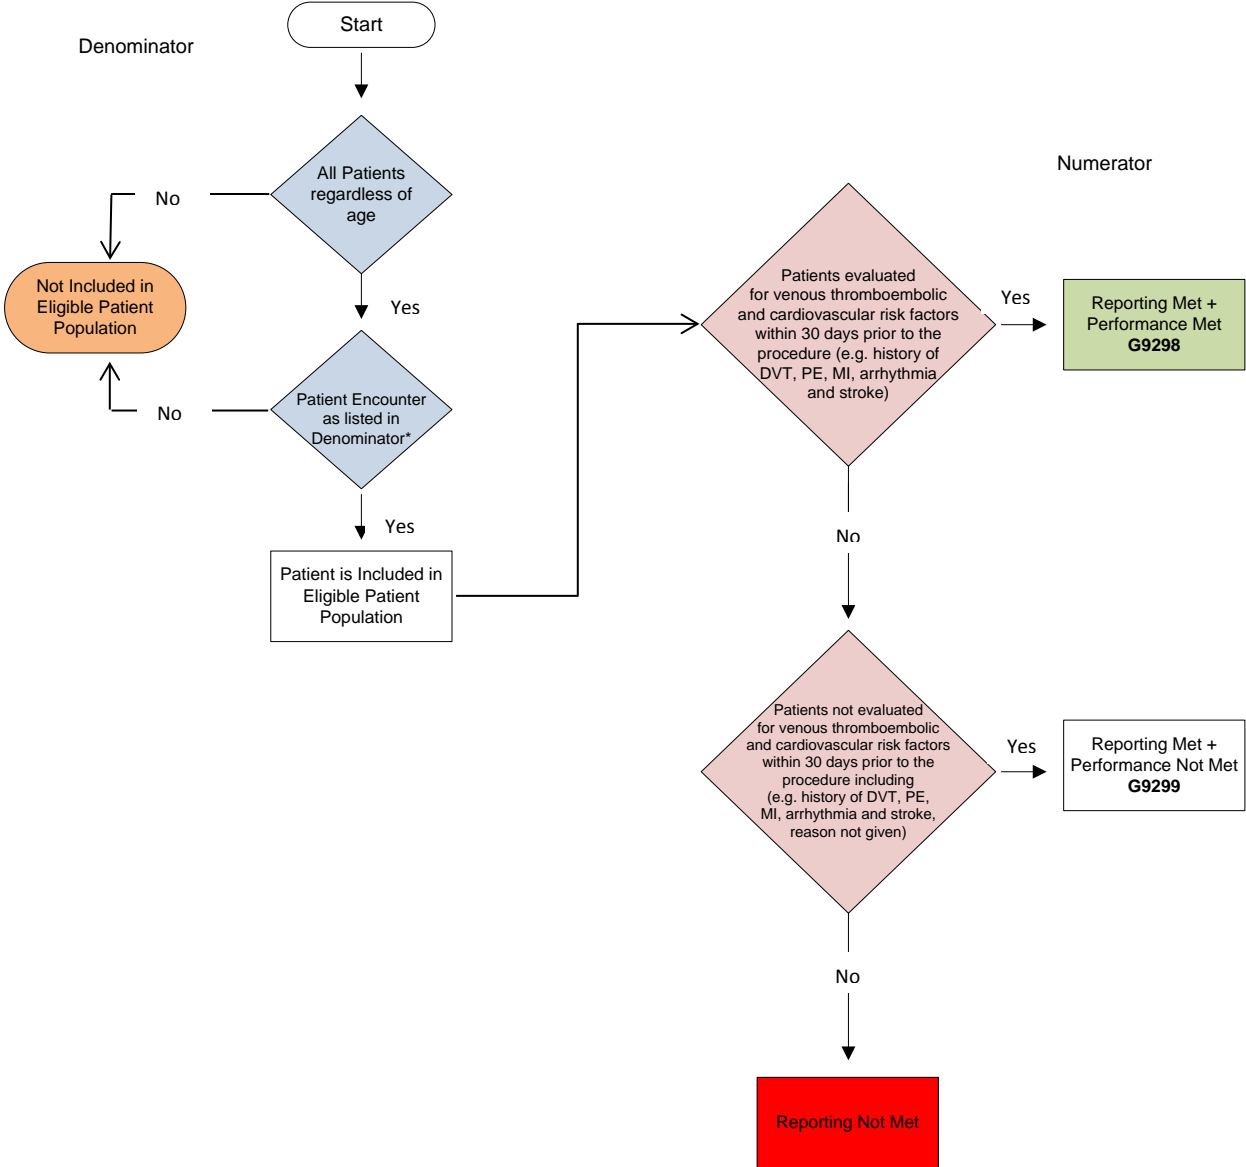 Start
Denominator
All Patients
regardless of
age
No
Yes
Not Included in
Eligible Patient
Population
Patient Encounter
as listed in
Denominator*
No
Yes
Patient is Included in
Eligible Patient
Population
Numerator
Patients evaluated
for venous thromboembolic
and cardiovascular risk factors
within 30 days prior to the
procedure (e.g. history of
DVT, PE, MI, arrhythmia
and stroke)
Yes
Reporting Met +
Performance Met
G9298
No
Patients not evaluated
for venous thromboembolic
and cardiovascular risk factors
within 30 days prior to the
procedure including
(e.g. history of DVT, PE,
MI, arrhythmia and stroke,
reason not given)
Yes
Reporting Met +
Performance Not Met
G9299
No
Reporting Not Met